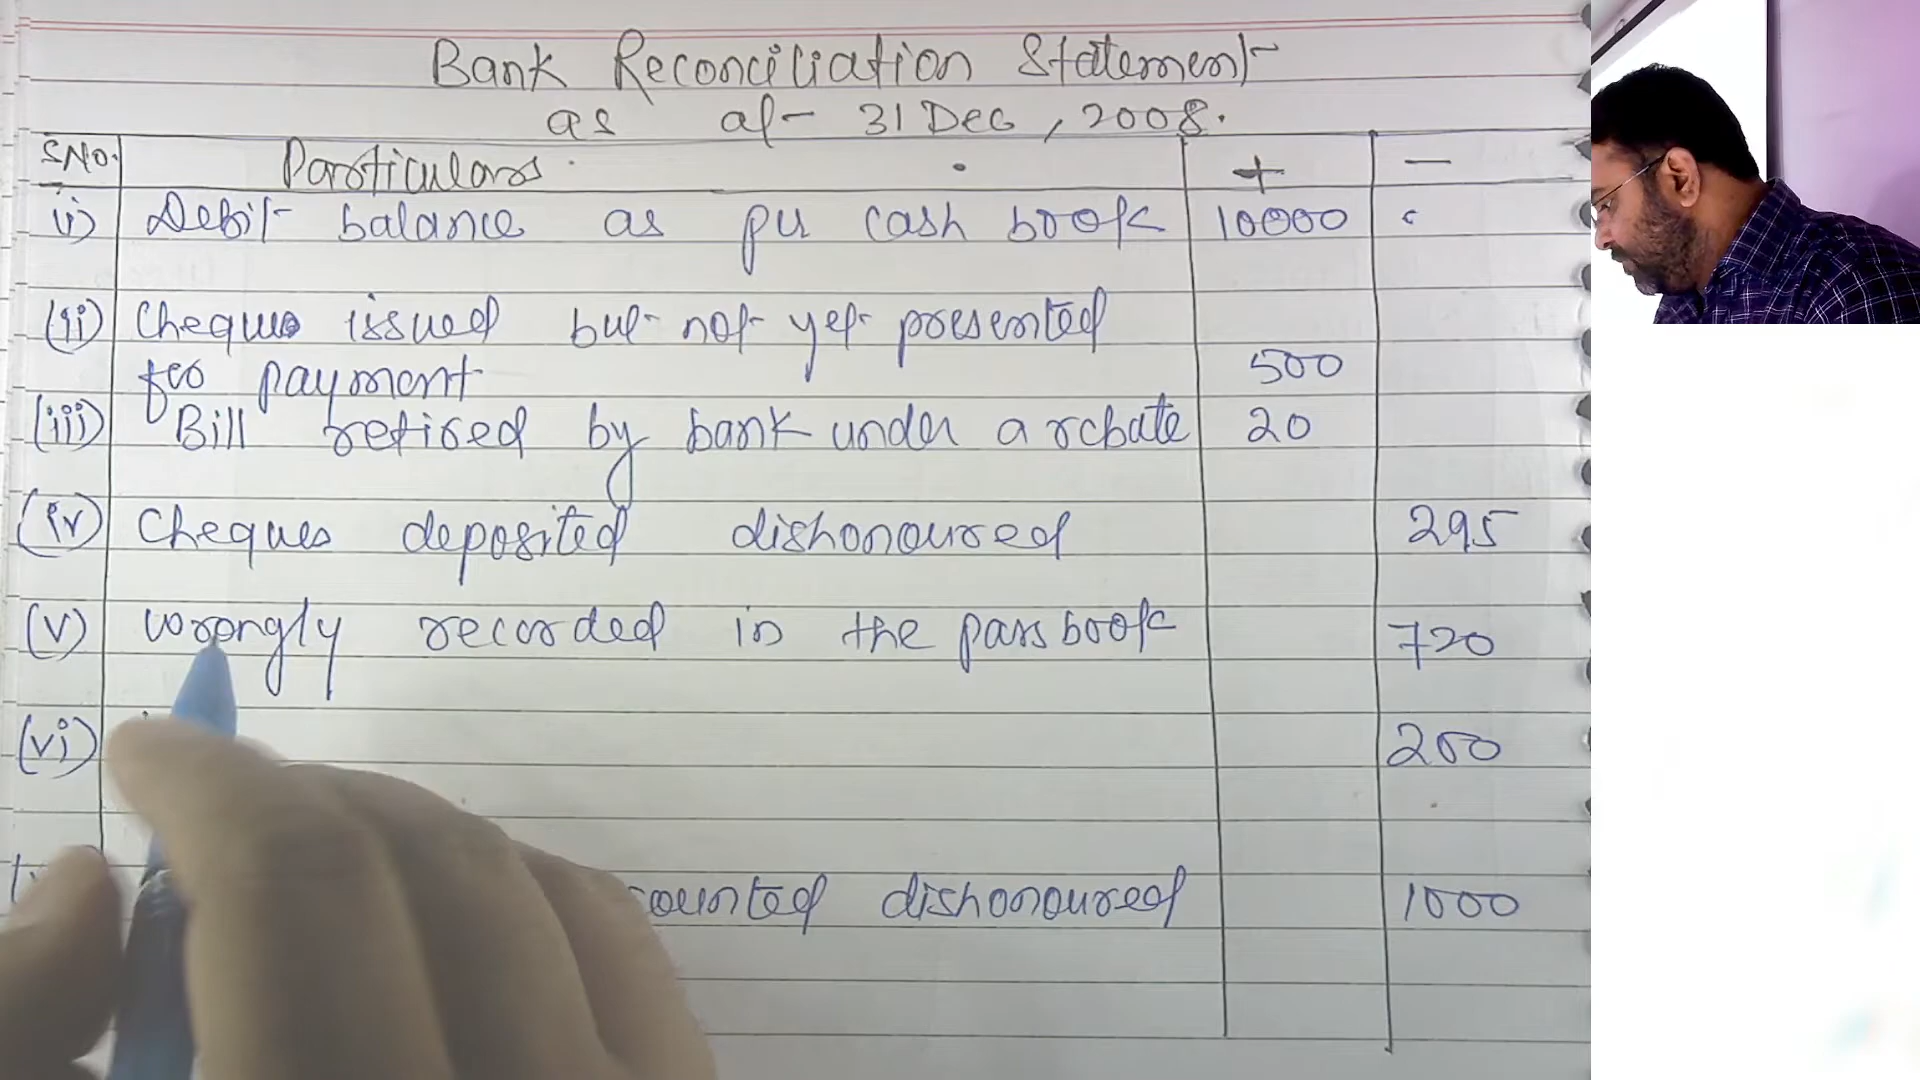 Bank Reconciliation Statement
as at 31 Dec, 2008.
S.No. Particulars + -
(i) Debit balance as per cash book 10000
(ii) Cheques issued but not yet presented
for payment 500
(iii) Bill retired by bank under a rebate 20
(iv) Cheques deposited dishonoured 295
(v) wrongly recorded in the passbook 720
(vi) 200
counted dishonoured 1000